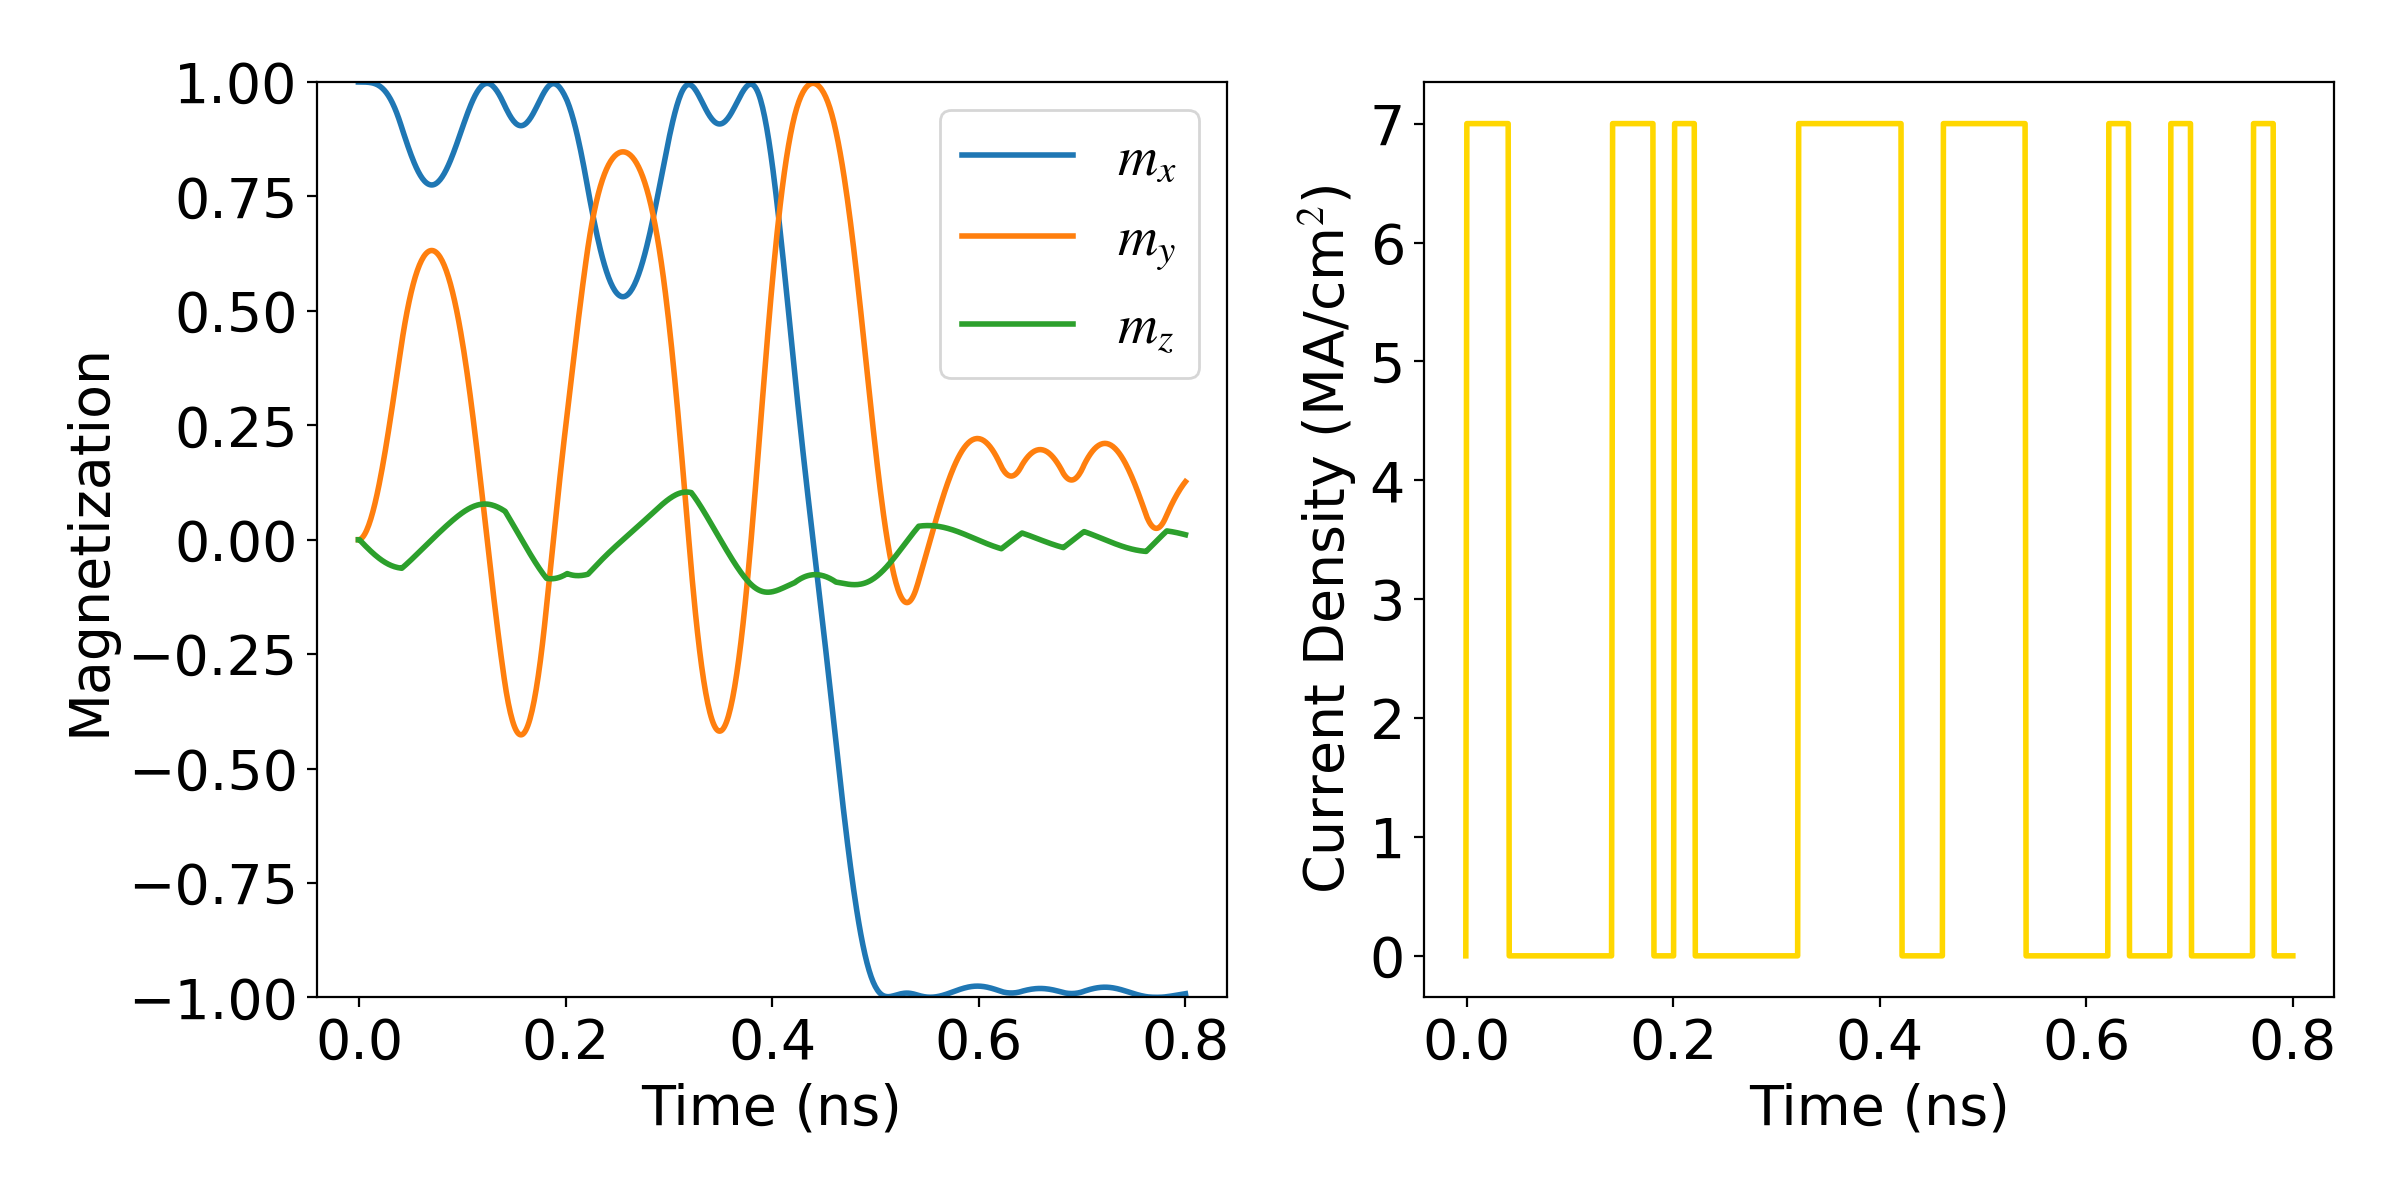 1.00
0.75
0.50
0.25
0.00
−0.25
−0.50
−0.75
−1.00
Magnetization
0.0 0.2 0.4 0.6 0.8
Time (ns)
m_x
m_y
m_z
7
6
5
4
3
2
1
0
Current Density (MA/cm²)
0.0 0.2 0.4 0.6 0.8
Time (ns)